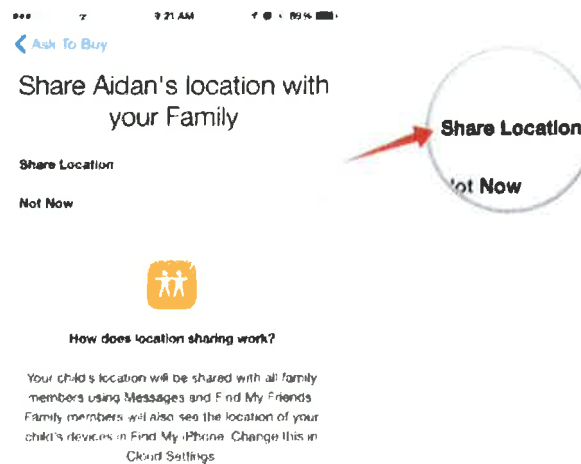 9:21 AM
89%
Ask To Buy
Share Aidan's location with
your Family
Share Location
Not Now
Share Location
Not Now
How does location sharing work?
Your child's location will be shared with all family
members using Messages and Find My Friends
Family members will also see the location of your
child's devices in Find My iPhone. Change this in
iCloud Settings